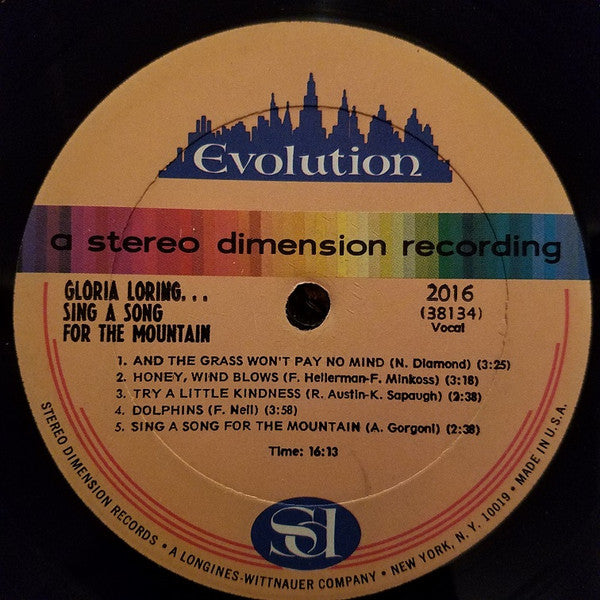 Evolution
a stereo dimension recording
GLORIA LORING...
SING A SONG
FOR THE MOUNTAIN
2016
(38134)
Vocal
1. AND THE GRASS WON'T PAY NO MIND (N. Diamond) (3:25)
2. HONEY, WIND BLOWS (F. Hellerman-F. Minkoss) (3:18)
3. TRY A LITTLE KINDNESS (R. Austin-K. Sapaugh) (2:38)
4. DOLPHINS (F. Neil) (3:58)
5. SING A SONG FOR THE MOUNTAIN (A. Gorgoni) (2:38)
Time: 16:13
Sd
STEREO DIMENSION RECORDS • A LONGINES-WITTNAUER COMPANY • NEW YORK, N. Y. 10019 • MADE IN U.S.A.